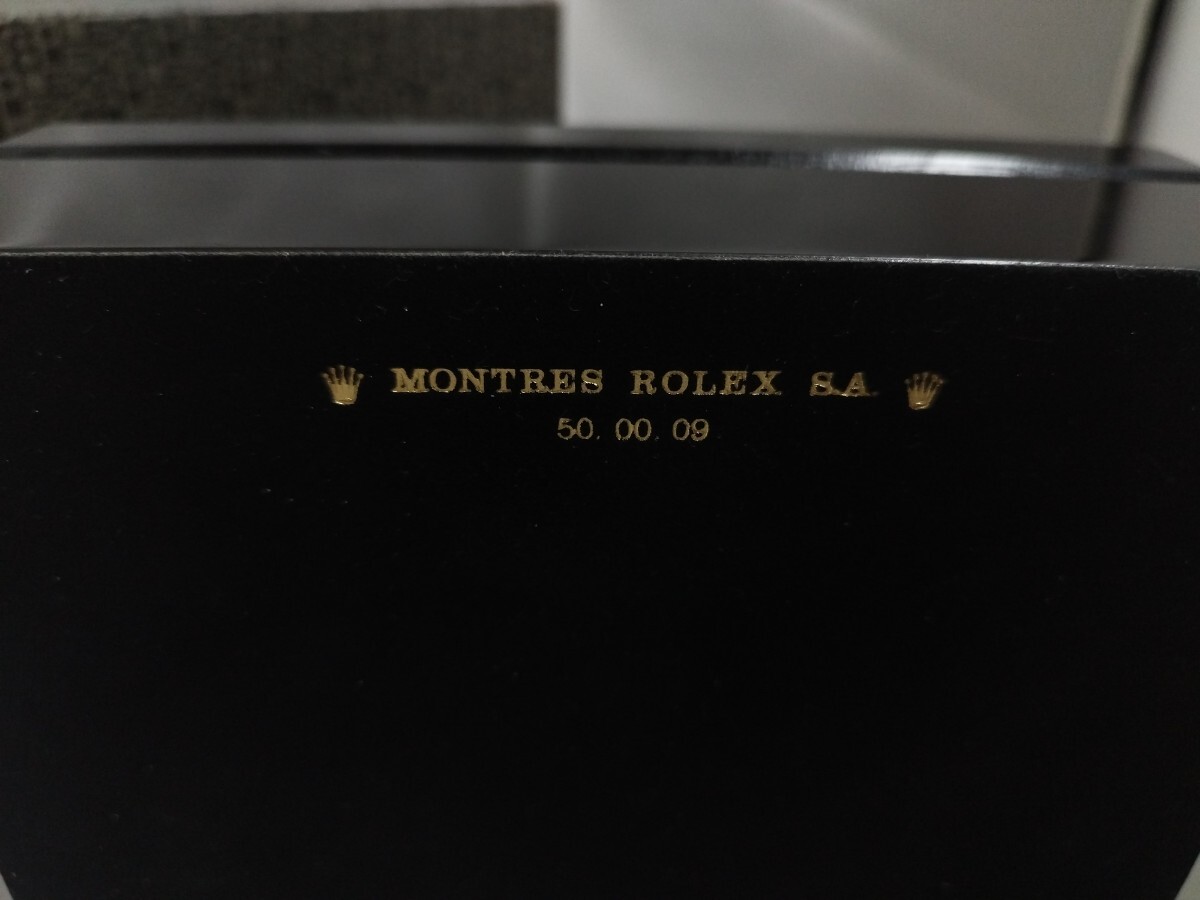 MONTRES ROLEX S.A.
50. 00. 09